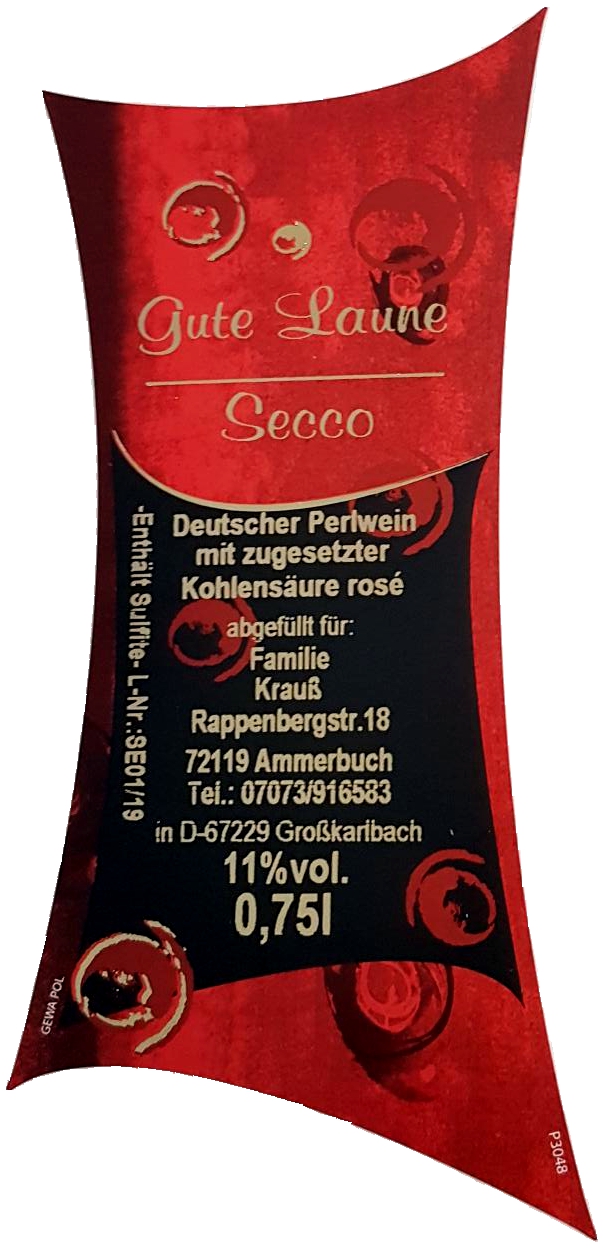 Gute Laune
Secco
Deutscher Perlwein
mit zugesetzter
Kohlensäure rosé
abgefüllt für:
Familie
Krauß
Rappenbergstr.18
72119 Ammerbuch
Tel.: 07073/916583
in D-67229 Großkarlbach
11%vol.
0,75l
-Enthält Sulfite- L-Nr.:SE01/19
GEWA POL
P3048